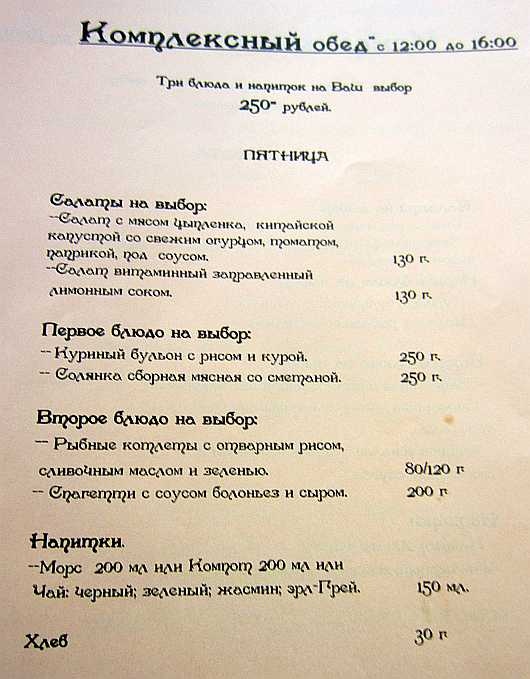 Комплексный обед" с 12:00 до 16:00
Три блюда и напиток на Ваш выбор
250= рублей.
ПЯТНИЦА
Салаты на выбор:
--Салат с мясом цыпленка, китайской
капустой со свежим огурцом, томатом,
паприкой, под соусом. 130 г.
--Салат витаминный заправленный
лимонным соком. 130 г.
Первое блюдо на выбор:
-- Куриный бульон с рисом и курой. 250 г.
-- Солянка сборная мясная со сметаной. 250 г.
Второе блюдо на выбор:
-- Рыбные котлеты с отварным рисом,
сливочным маслом и зеленью. 80/120 г
-- Спагетти с соусом болоньез и сыром. 200 г
Напитки.
--Морс 200 мл или Компот 200 мл или
Чай: черный; зеленый; жасмин; эрл-Грей. 150 мл.
Хлеб 30 г